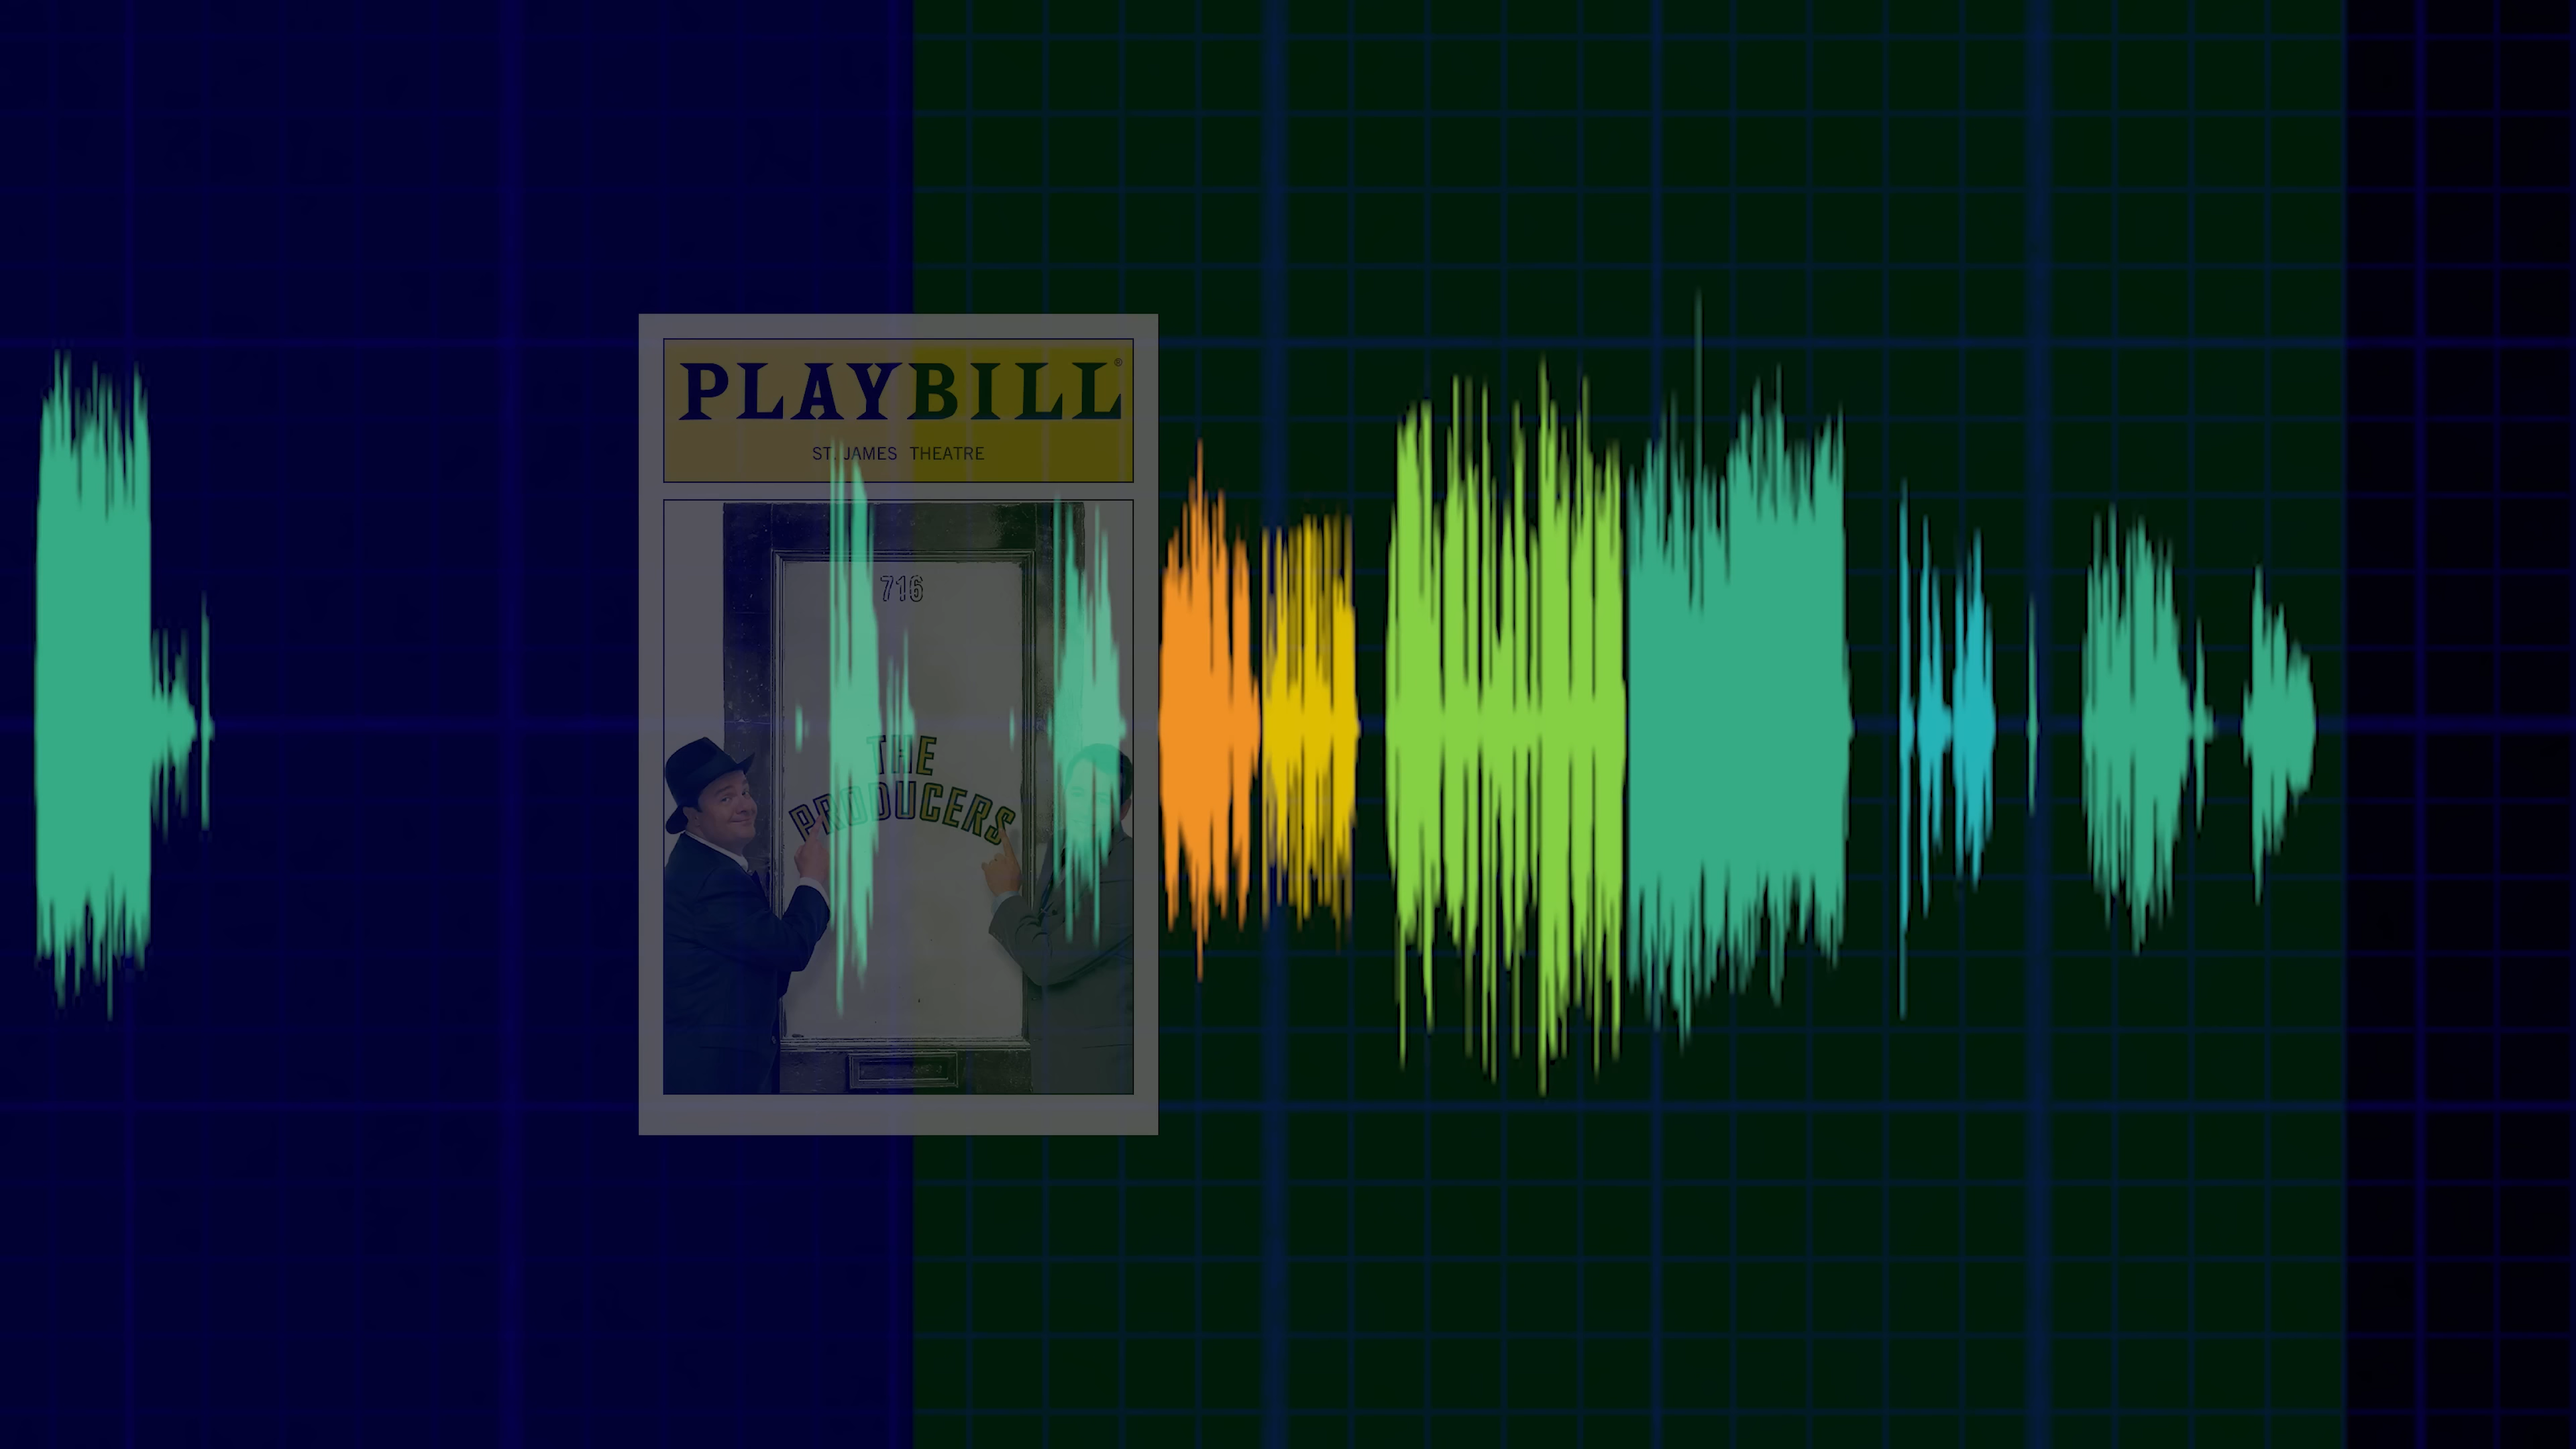 PLAYBILL®
ST. JAMES THEATRE
716
THE
PRODUCERS